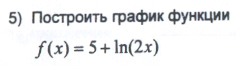 5) Построить график функции
f(x) = 5 + ln(2x)